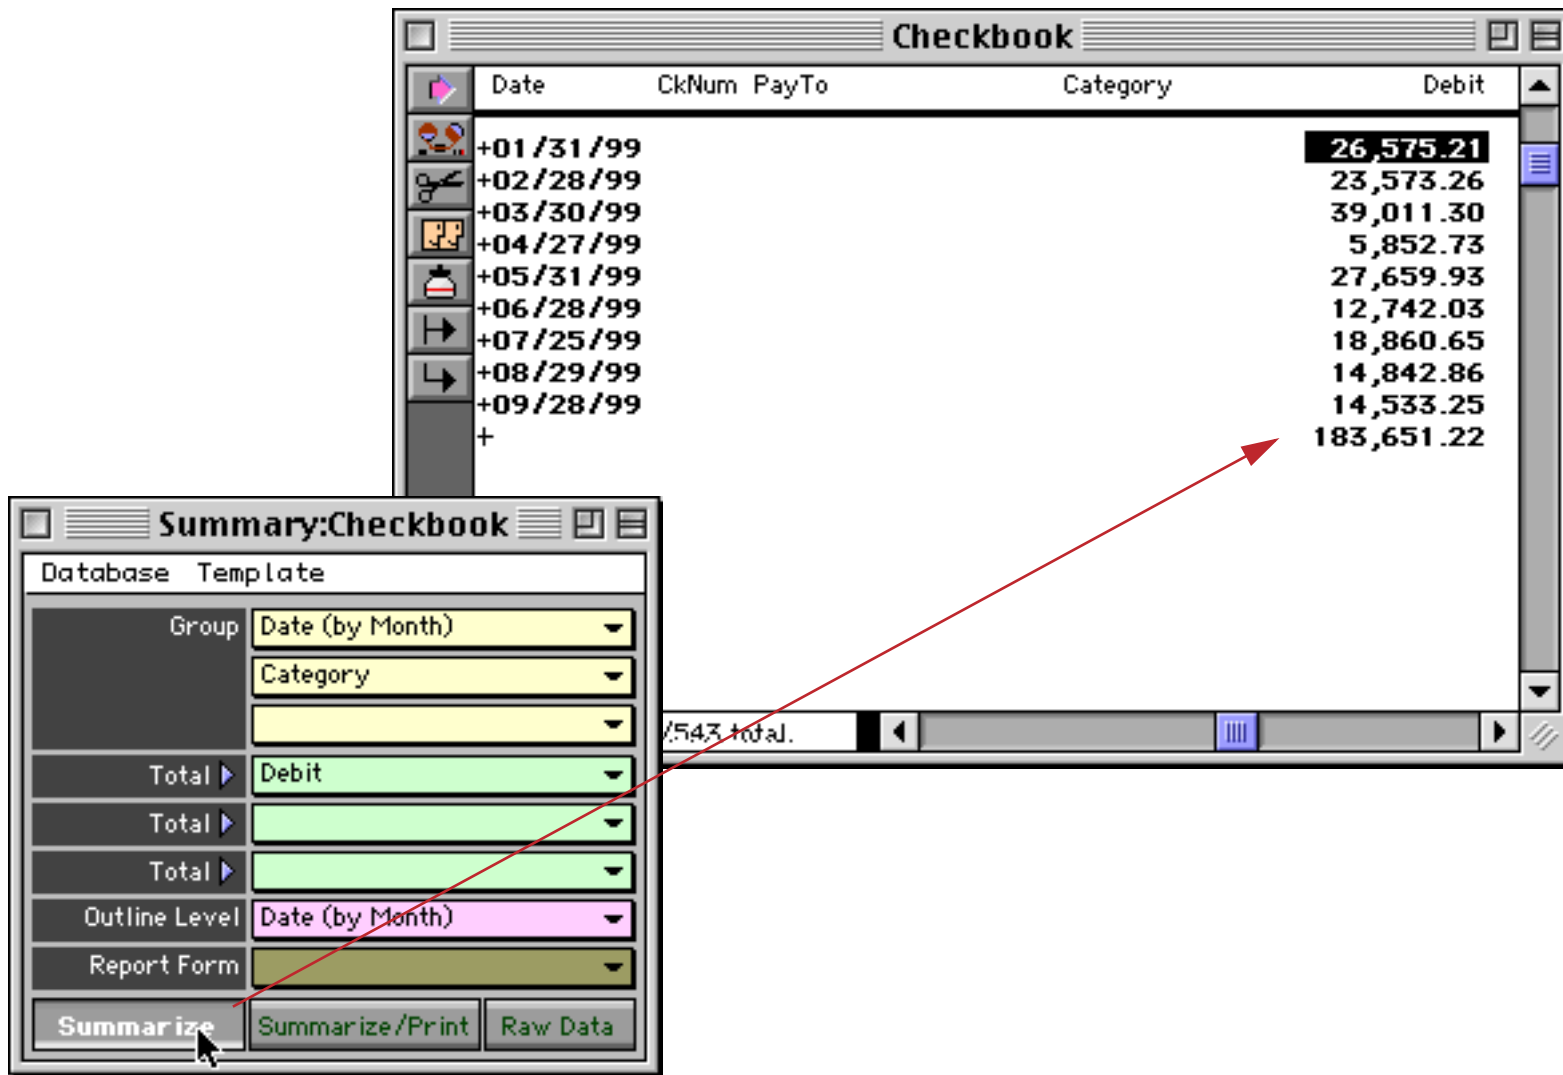 Checkbook
Date CkNum PayTo Category Debit
+01/31/99 26,575.21
+02/28/99 23,573.26
+03/30/99 39,011.30
+04/27/99 5,852.73
+05/31/99 27,659.93
+06/28/99 12,742.03
+07/25/99 18,860.65
+08/29/99 14,842.86
+09/28/99 14,533.25
+ 183,651.22
/543 total.
Summary:Checkbook
Database Template
Group Date (by Month)
Category
Total Debit
Total
Total
Outline Level Date (by Month)
Report Form
Summarize Summarize/Print Raw Data